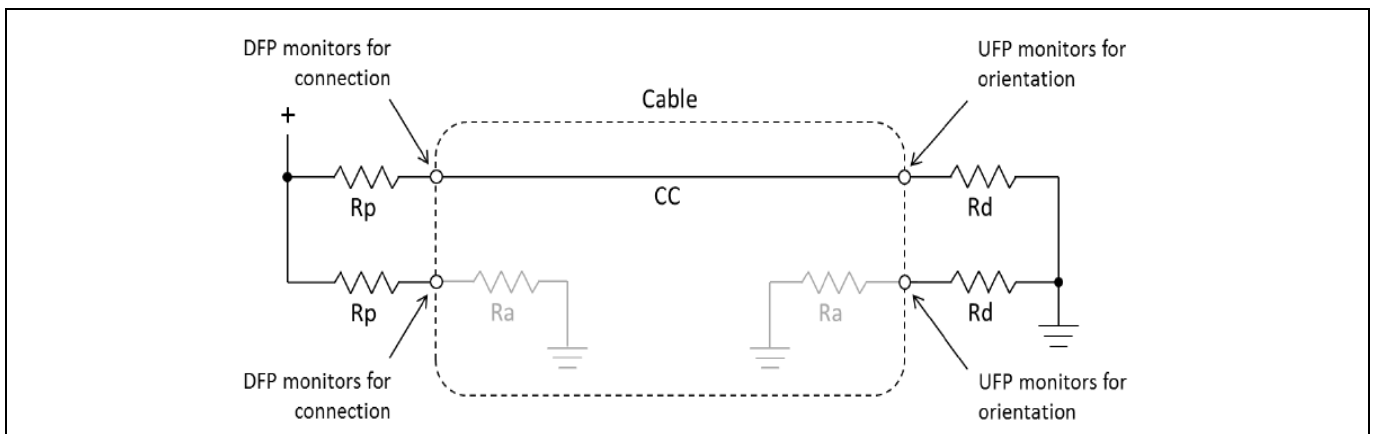 DFP monitors for
connection
UFP monitors for
orientation
Cable
+
Rp
CC
Rd
Rp
Ra
Ra
Rd
DFP monitors for
connection
UFP monitors for
orientation